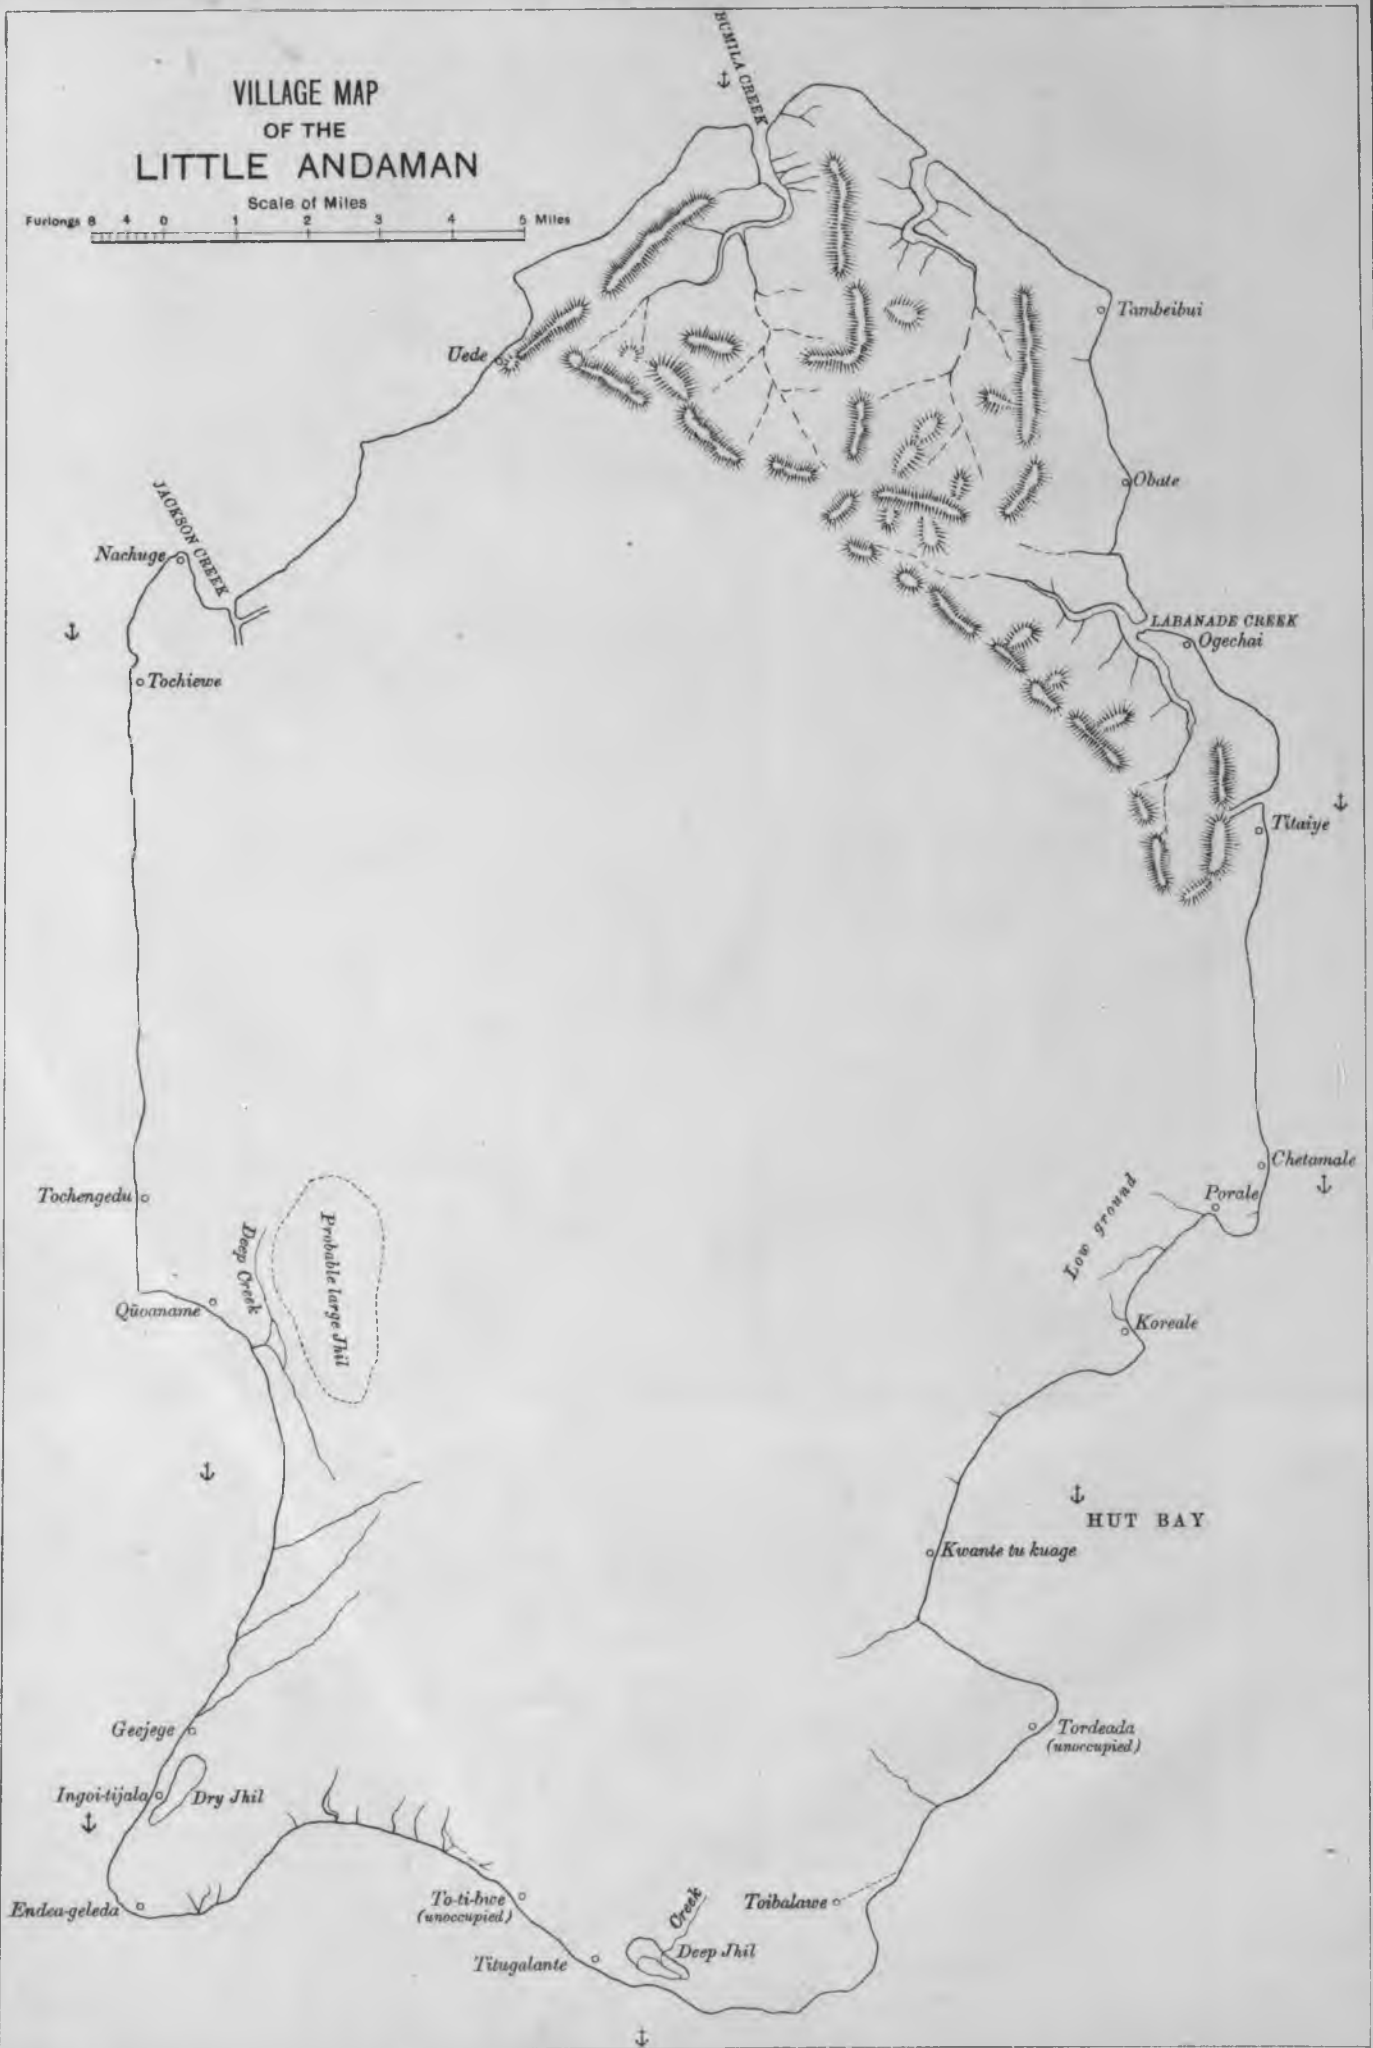 VILLAGE MAP
OF THE
LITTLE ANDAMAN
Scale of Miles
Furlongs 8 4 0 1 2 3 4 5 Miles
BUMILA CREEK
Tambeibui
Uede
Obate
JACKSON CREEK
Nachuge
LABANADE CREEK
Ogechai
Tochiewe
Titaiye
Chetamale
Tochengedu
Porale
Low ground
Deep Creek
Probable large Jhil
Qüoaname
Koreale
HUT BAY
Kwante tu kuage
Gecjege
Tordeada
(unoccupied)
Ingoi-tijala
Dry Jhil
Endea-geleda
To-ti-bwe
(unoccupied)
Creek
Toibalawe
Titugalante
Deep Jhil